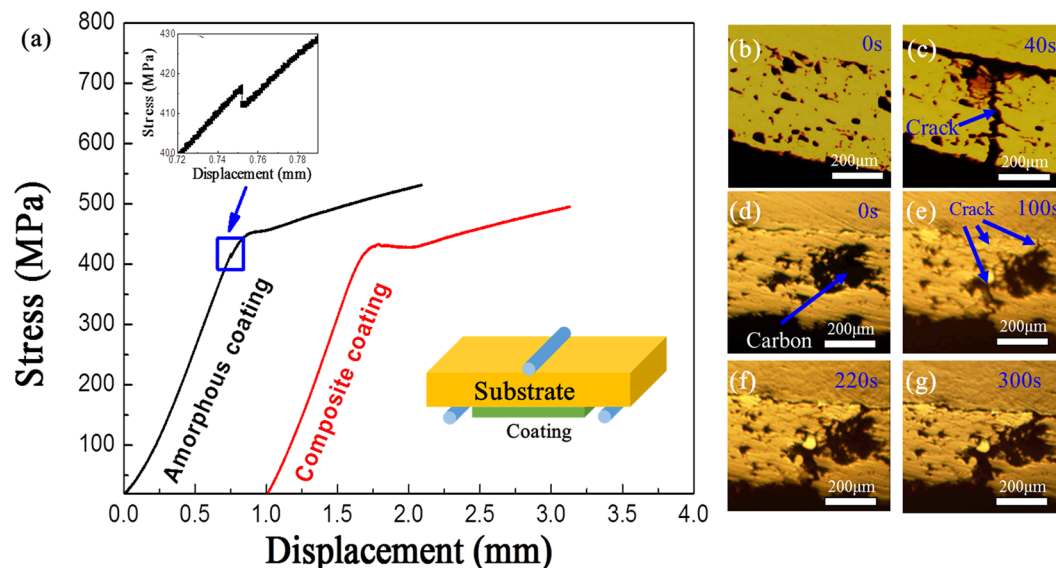 (a)
800
700
600
500
400
300
200
100
Stress (MPa)
0.0 0.5 1.0 1.5 2.0 2.5 3.0 3.5 4.0
Displacement (mm)
430
420
410
400
Stress (MPa)
0.72 0.74 0.76 0.78
Displacement (mm)
Amorphous coating
Composite coating
Substrate
Coating
(b) 0s
200μm
(c) 40s
Crack
200μm
(d) 0s
Carbon
200μm
(e) Crack 100s
200μm
(f) 220s
200μm
(g) 300s
200μm